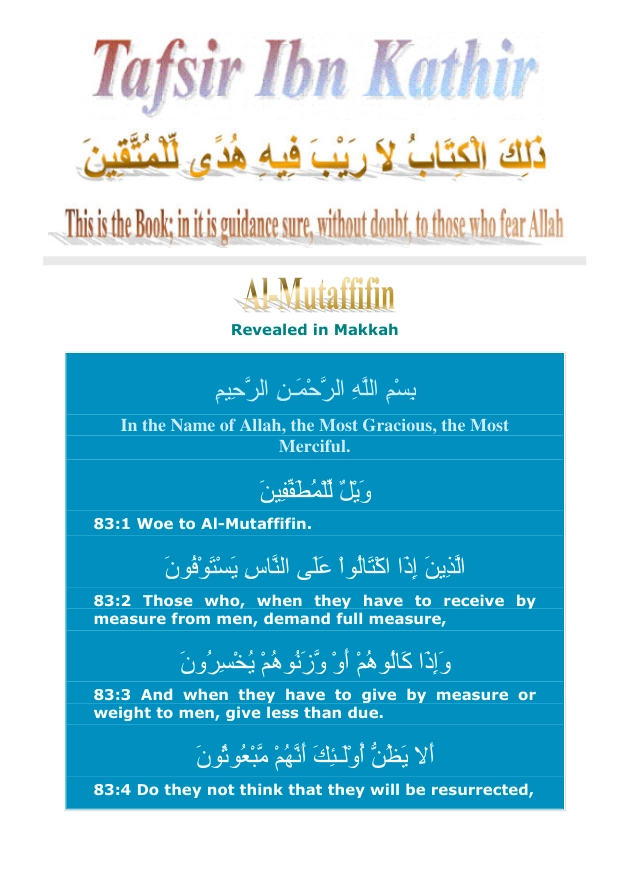 Tafsir Ibn Kathir
ذَلِكَ الْكِتَابُ لاَ رَيْبَ فِيهِ هُدًى لِّلْمُتَّقِينَ
This is the Book; in it is guidance sure, without doubt, to those who fear Allah
Al-Mutaffifin
Revealed in Makkah
بِسْمِ اللَّهِ الرَّحْمَـنِ الرَّحِيمِ
In the Name of Allah, the Most Gracious, the Most
Merciful.
وَيْلٌ لِّلْمُطَفِّفِينَ
83:1 Woe to Al-Mutaffifin.
الَّذِينَ إِذَا اكْتَالُواْ عَلَى النَّاسِ يَسْتَوْفُونَ
83:2 Those who, when they have to receive by
measure from men, demand full measure,
وَإِذَا كَالُوهُمْ أَوْ وَّزَنُوهُمْ يُخْسِرُونَ
83:3 And when they have to give by measure or
weight to men, give less than due.
أَلا يَظُنُّ أُوْلَـئِكَ أَنَّهُمْ مَّبْعُوثُونَ
83:4 Do they not think that they will be resurrected,